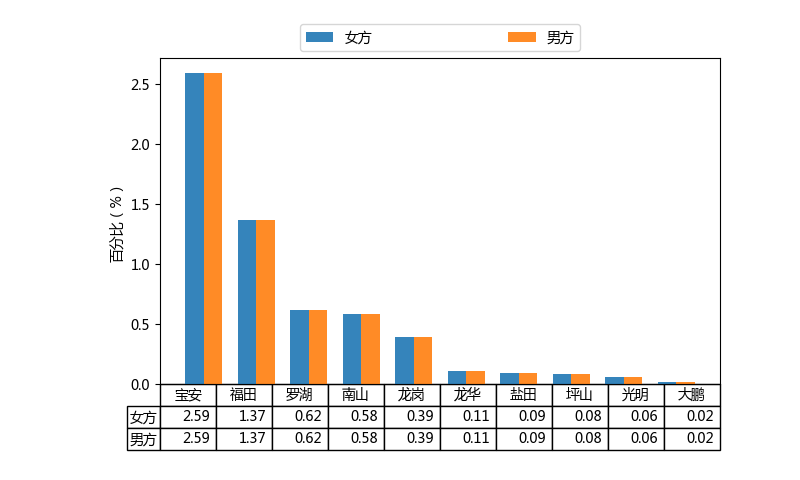 女方 男方
百分比（%）
2.5
2.0
1.5
1.0
0.5
0.0
宝安 福田 罗湖 南山 龙岗 龙华 盐田 坪山 光明 大鹏
女方 2.59 1.37 0.62 0.58 0.39 0.11 0.09 0.08 0.06 0.02
男方 2.59 1.37 0.62 0.58 0.39 0.11 0.09 0.08 0.06 0.02